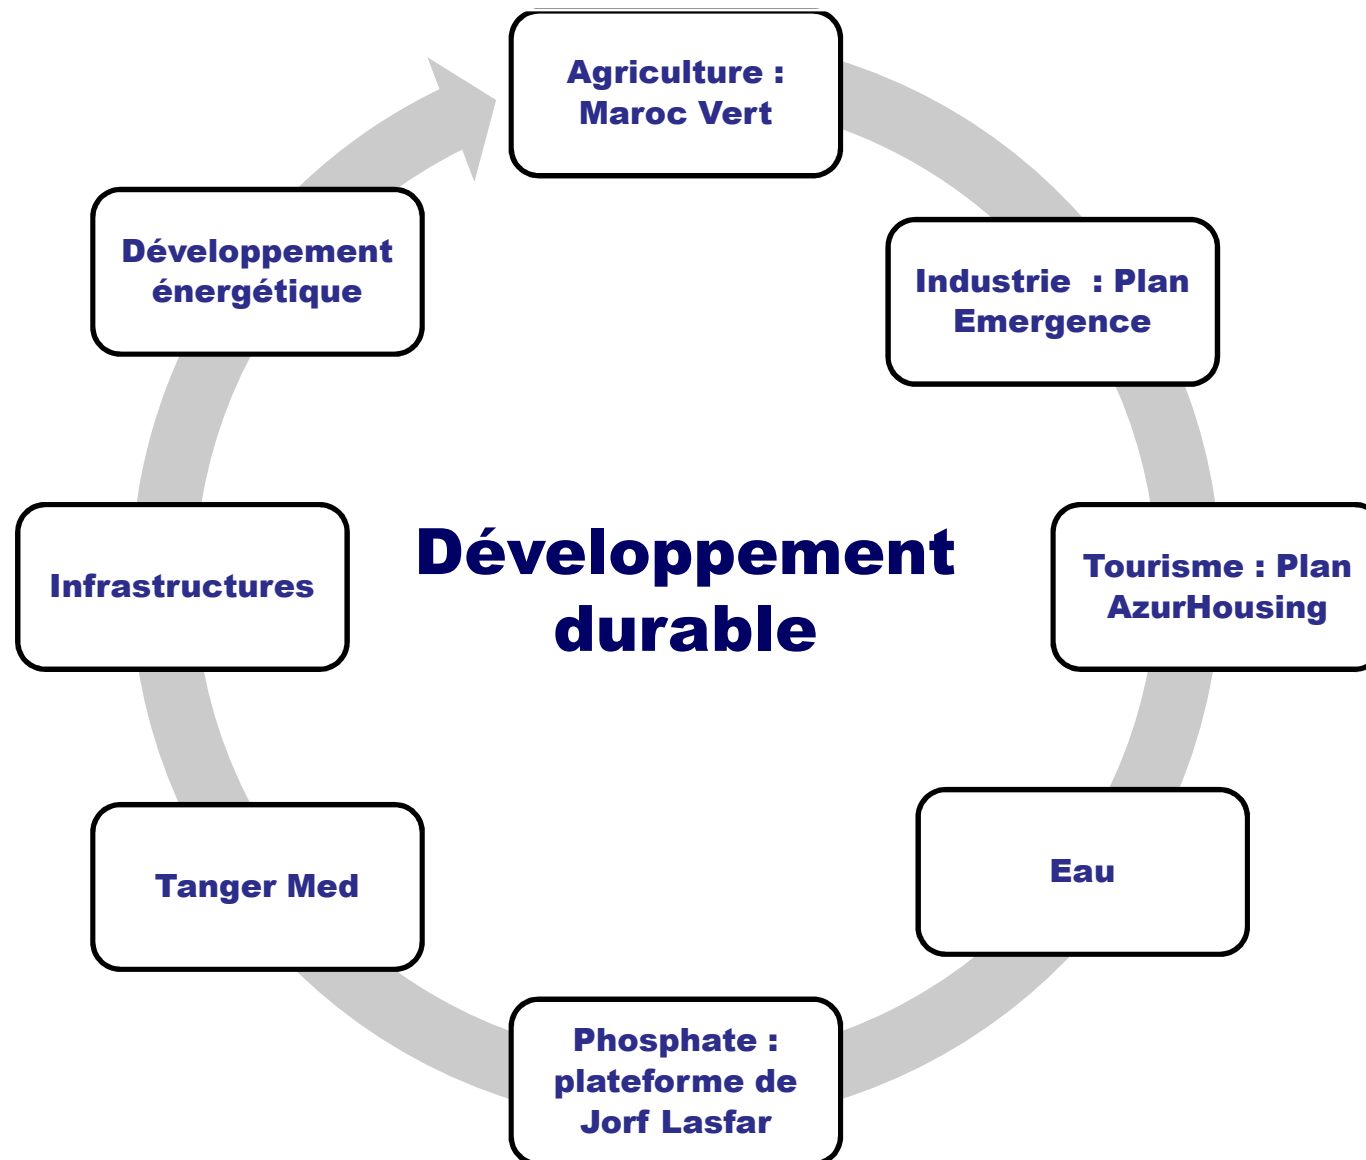 Agriculture :
Maroc Vert
Industrie  : Plan
Emergence
Tourisme : Plan
AzurHousing
Eau
Phosphate :
plateforme de
Jorf Lasfar
Tanger Med
Infrastructures
Développement
énergétique
Développement
durable